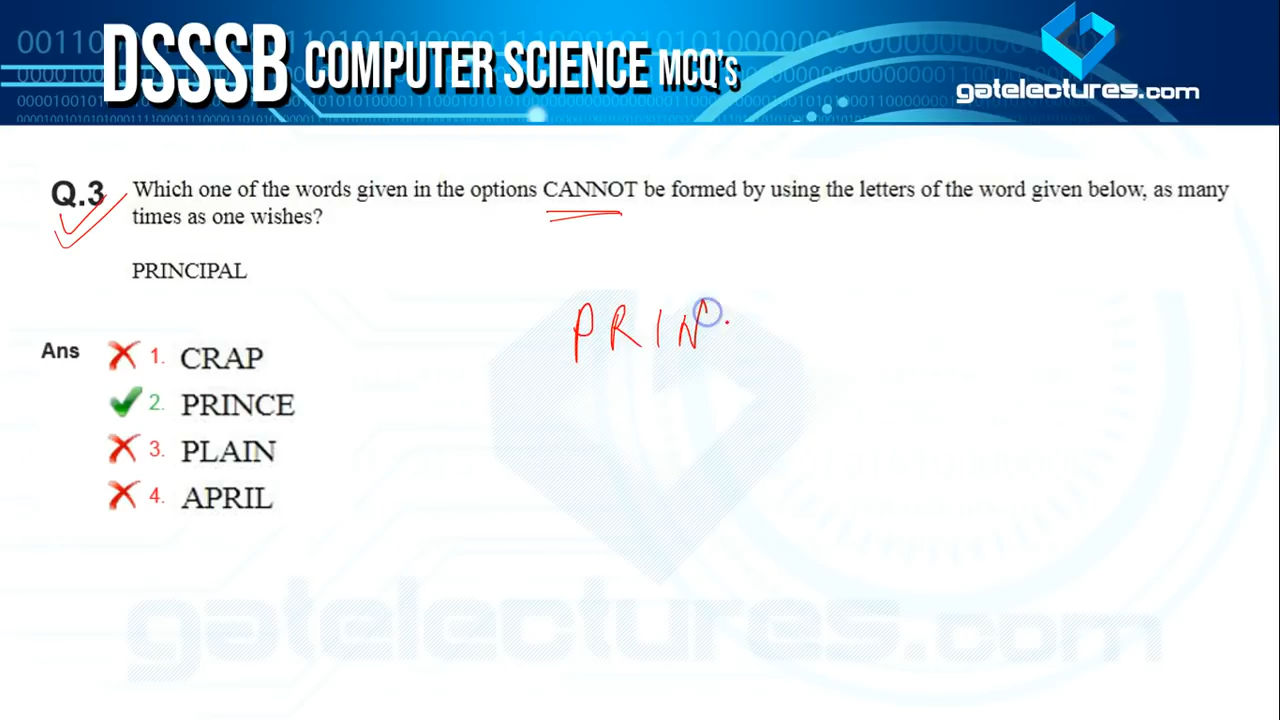 DSSSB COMPUTER SCIENCE MCQ'S
gatelectures.com
Q.3 Which one of the words given in the options CANNOT be formed by using the letters of the word given below, as many
times as one wishes?
PRINCIPAL
PRIN
Ans
1. CRAP
2. PRINCE
3. PLAIN
4. APRIL
gatelectures.com